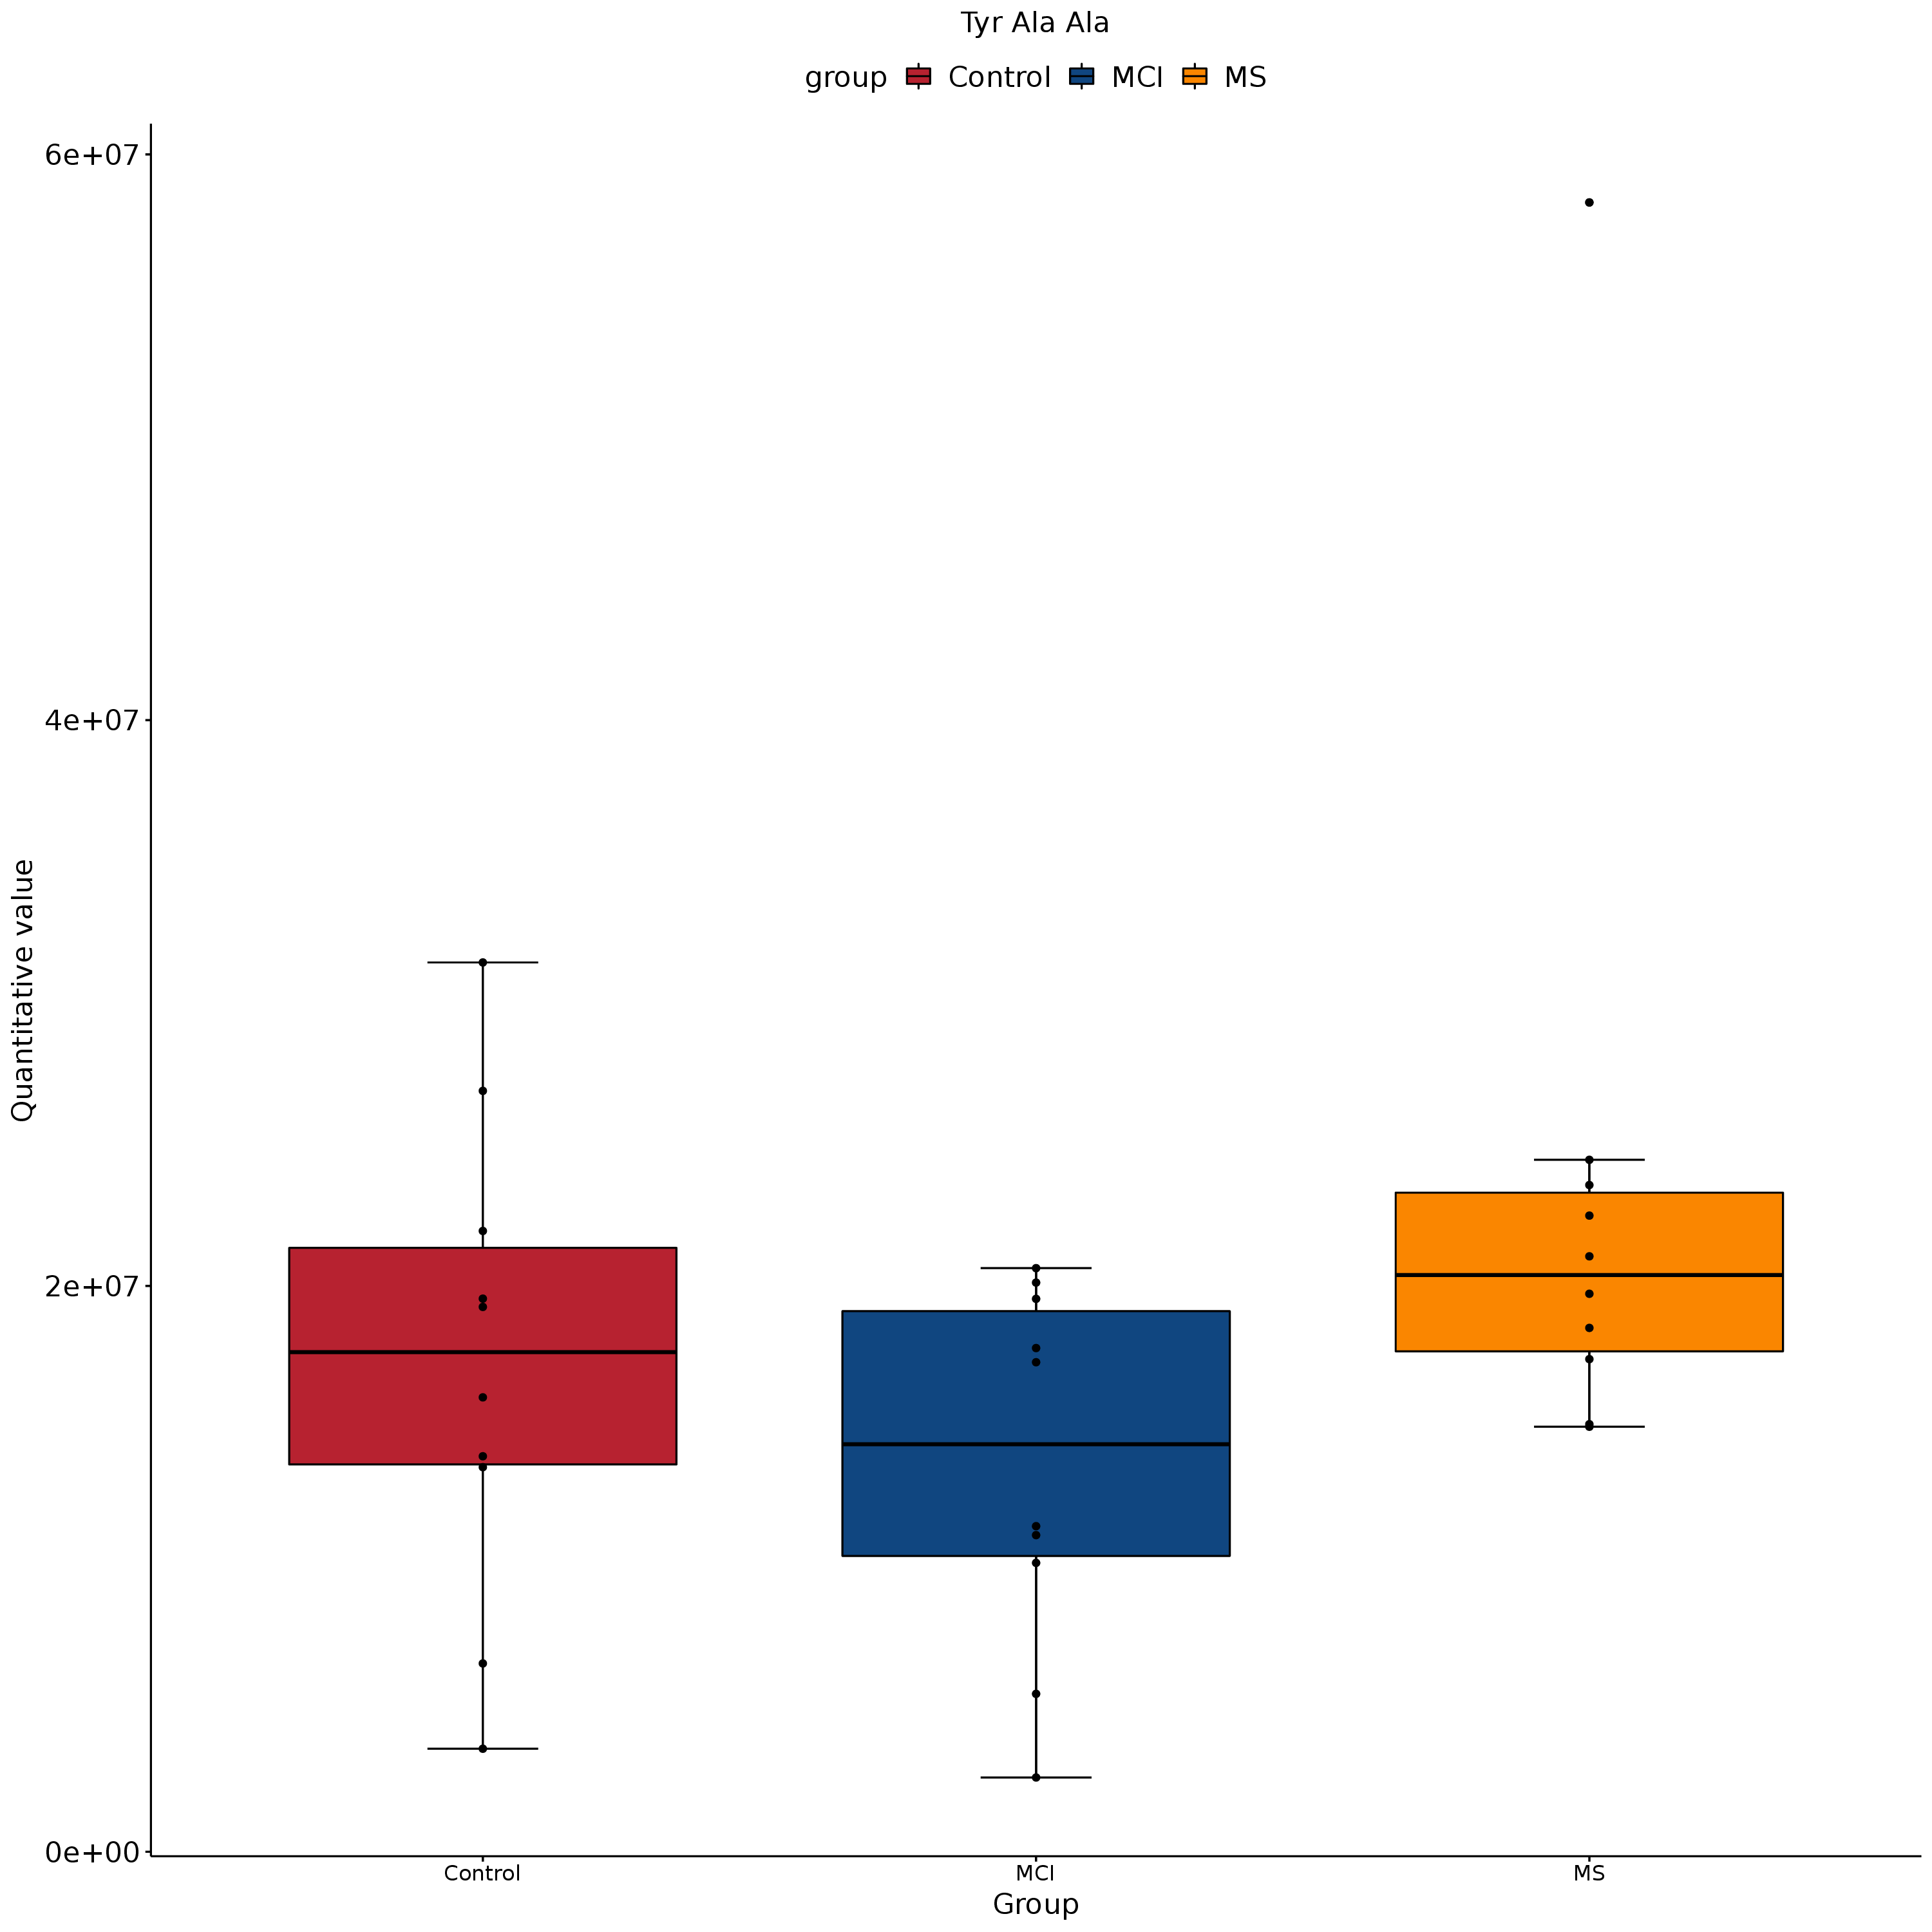 Tyr Ala Ala
group Control MCI MS
6e+07
4e+07
2e+07
0e+00
Quantitative value
Control MCI MS
Group